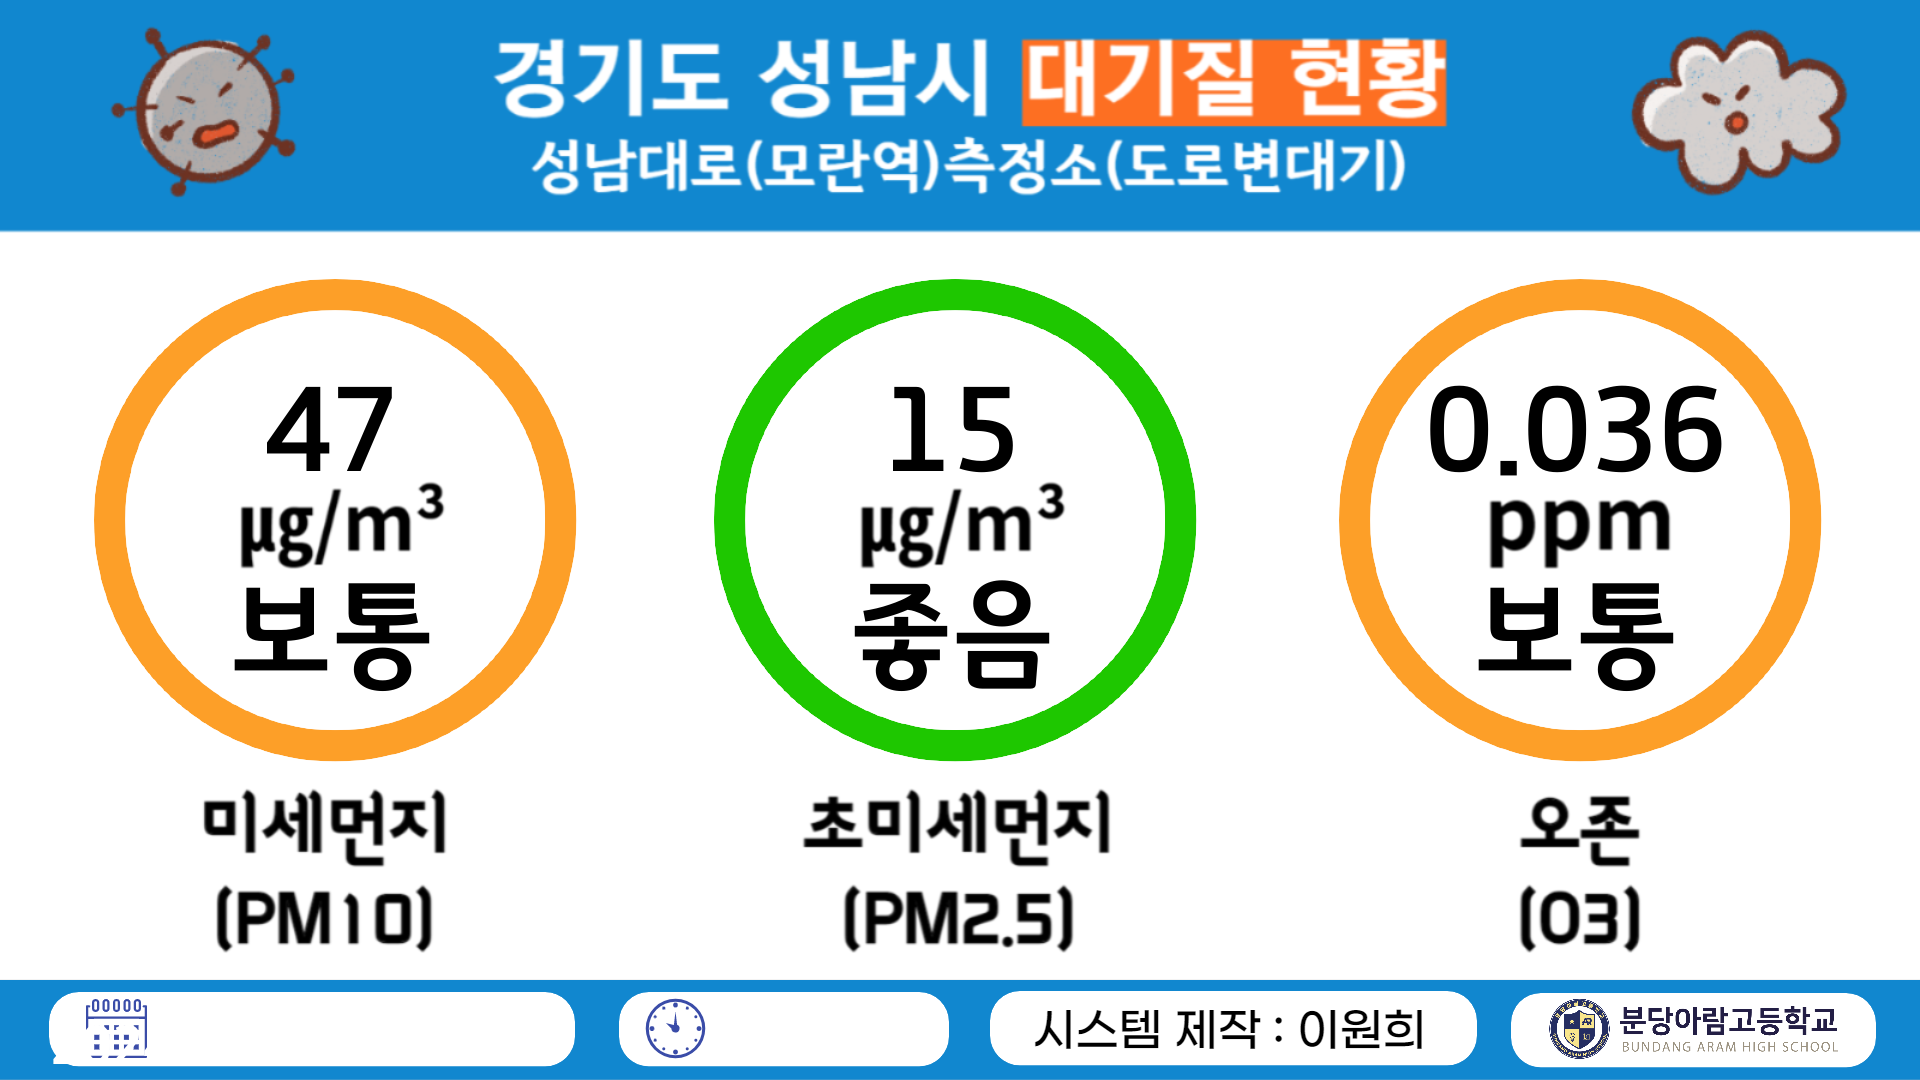 경기도 성남시 대기질 현황
성남대로(모란역)측정소(도로변대기)
47
㎍/m³
보통
미세먼지
(PM10)
15
㎍/m³
좋음
초미세먼지
(PM2.5)
0.036
ppm
보통
오존
(O3)
시스템 제작 : 이원희
분당아람고등학교
BUNDANG ARAM HIGH SCHOOL